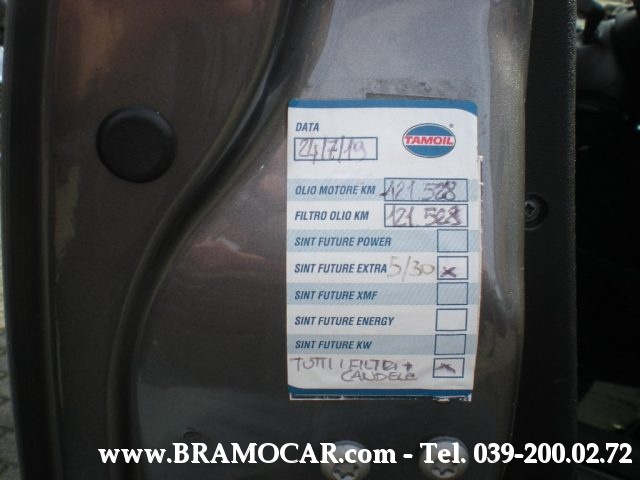 DATA
24/7/19
TAMOIL
OLIO MOTORE KM 121.528
FILTRO OLIO KM 121.528
SINT FUTURE POWER
SINT FUTURE EXTRA 5/30 x
SINT FUTURE XMF
SINT FUTURE ENERGY
SINT FUTURE KW
TUTTI I FILTRI + x
CANDELE
www.BRAMOCAR.com - Tel. 039-200.02.72